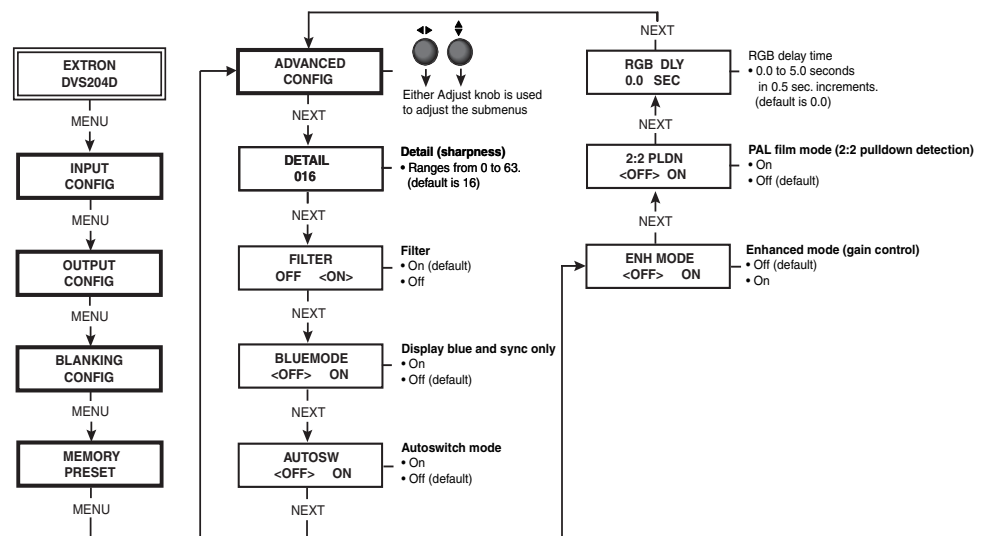 EXTRON
DVS204D
MENU
INPUT
CONFIG
MENU
OUTPUT
CONFIG
MENU
BLANKING
CONFIG
MENU
MEMORY
PRESET
MENU
ADVANCED
CONFIG
Either Adjust knob is used
to adjust the submenus
NEXT
DETAIL
016
Detail (sharpness)
• Ranges from 0 to 63.
(default is 16)
NEXT
FILTER
OFF <ON>
Filter
• On (default)
• Off
NEXT
BLUEMODE
<OFF> ON
Display blue and sync only
• On
• Off (default)
NEXT
AUTOSW
<OFF> ON
Autoswitch mode
• On
• Off (default)
NEXT
NEXT
RGB DLY
0.0 SEC
RGB delay time
• 0.0 to 5.0 seconds
in 0.5 sec. increments.
(default is 0.0)
NEXT
2:2 PLDN
<OFF> ON
PAL film mode (2:2 pulldown detection)
• On
• Off (default)
NEXT
ENH MODE
<OFF> ON
Enhanced mode (gain control)
• Off (default)
• On